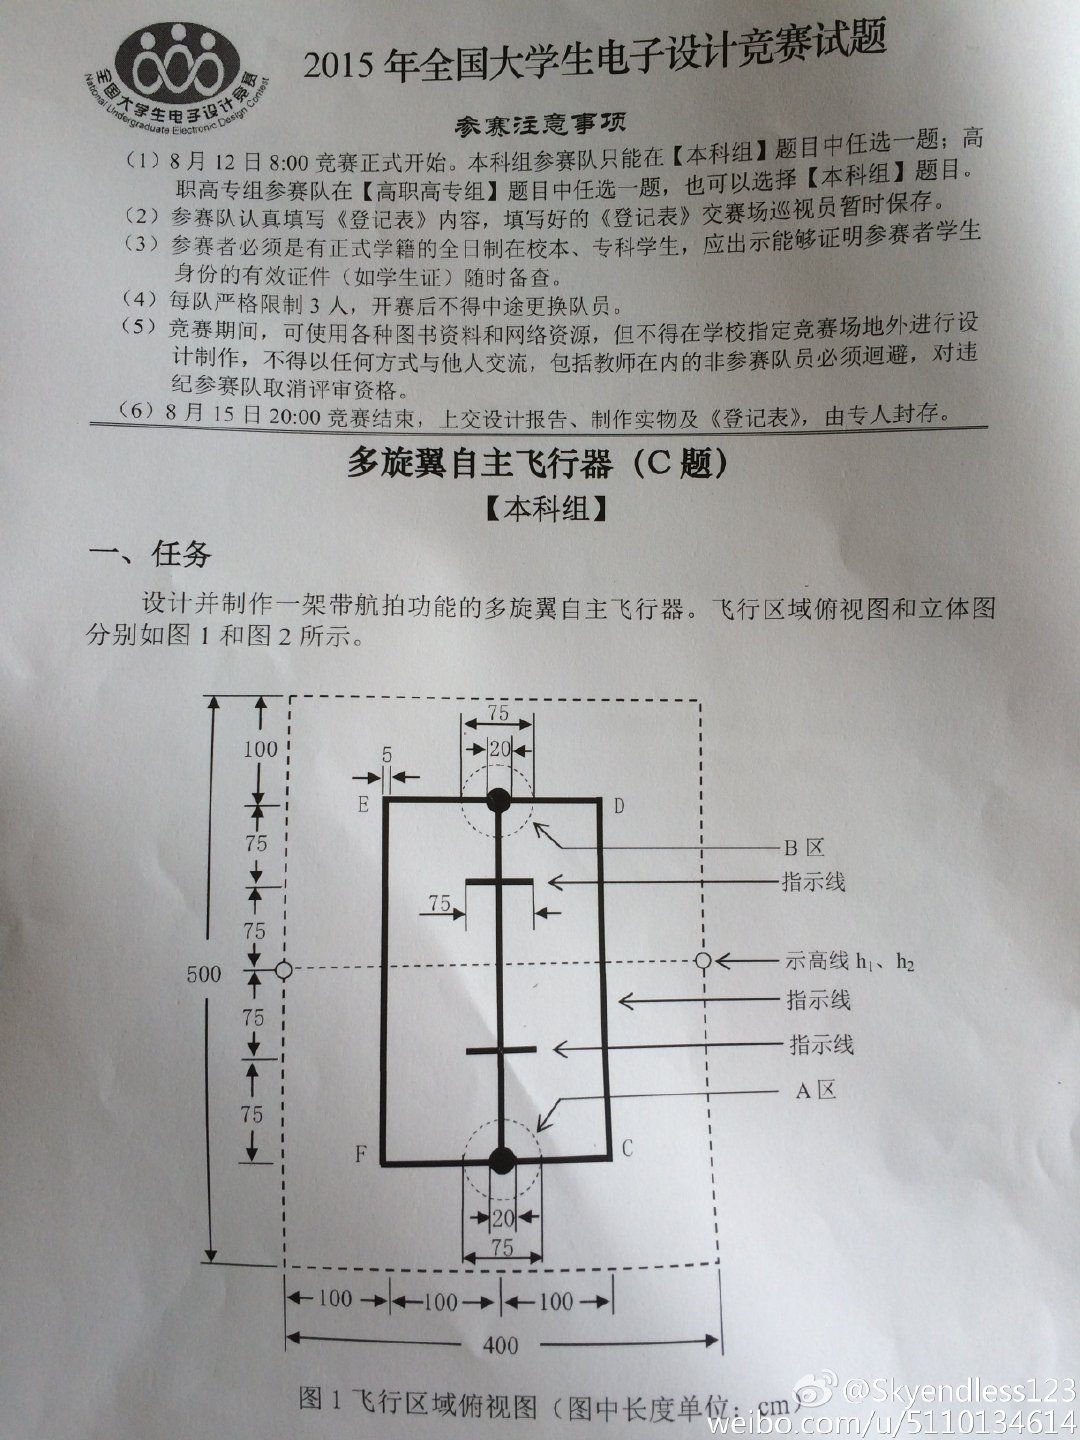 2015 年全国大学生电子设计竞赛试题
全国大学生电子设计竞赛
National Undergraduate Electronic Design Contest
参赛注意事项
（1）8 月 12 日 8:00 竞赛正式开始。本科组参赛队只能在【本科组】题目中任选一题；高
职高专组参赛队在【高职高专组】题目中任选一题，也可以选择【本科组】题目。
（2）参赛队认真填写《登记表》内容，填写好的《登记表》交赛场巡视员暂时保存。
（3）参赛者必须是有正式学籍的全日制在校本、专科学生，应出示能够证明参赛者学生
身份的有效证件（如学生证）随时备查。
（4）每队严格限制 3 人，开赛后不得中途更换队员。
（5）竞赛期间，可使用各种图书资料和网络资源，但不得在学校指定竞赛场地外进行设
计制作，不得以任何方式与他人交流，包括教师在内的非参赛队员必须迴避，对违
纪参赛队取消评审资格。
（6）8 月 15 日 20:00 竞赛结束，上交设计报告、制作实物及《登记表》，由专人封存。
多旋翼自主飞行器（C 题）
【本科组】
一、任务
设计并制作一架带航拍功能的多旋翼自主飞行器。飞行区域俯视图和立体图
分别如图 1 和图 2 所示。
75
100
20
5
E
D
75
B 区
指示线
75
75
示高线 h₁、h₂
500
指示线
75
指示线
A 区
75
F
C
20
75
100
100
100
400
图 1 飞行区域俯视图（图中长度单位：cm）
@Skyendless123
weibo.com/u/5110134614